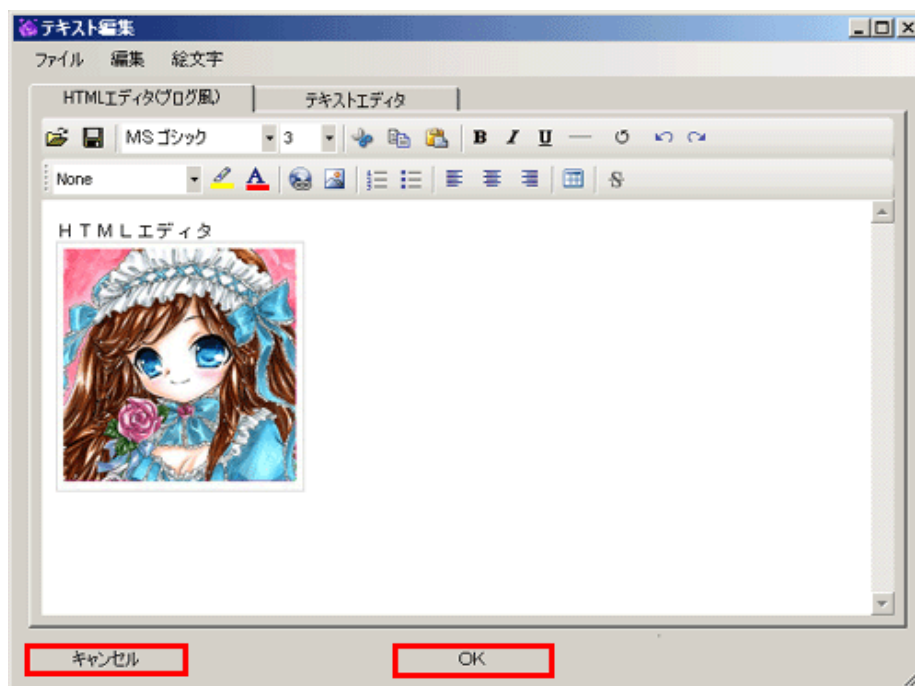 テキスト編集
ファイル 編集 絵文字
HTMLエディタ(ブログ風) テキストエディタ
MS ゴシック 3 B I U
None A S
HTMLエディタ
キャンセル OK